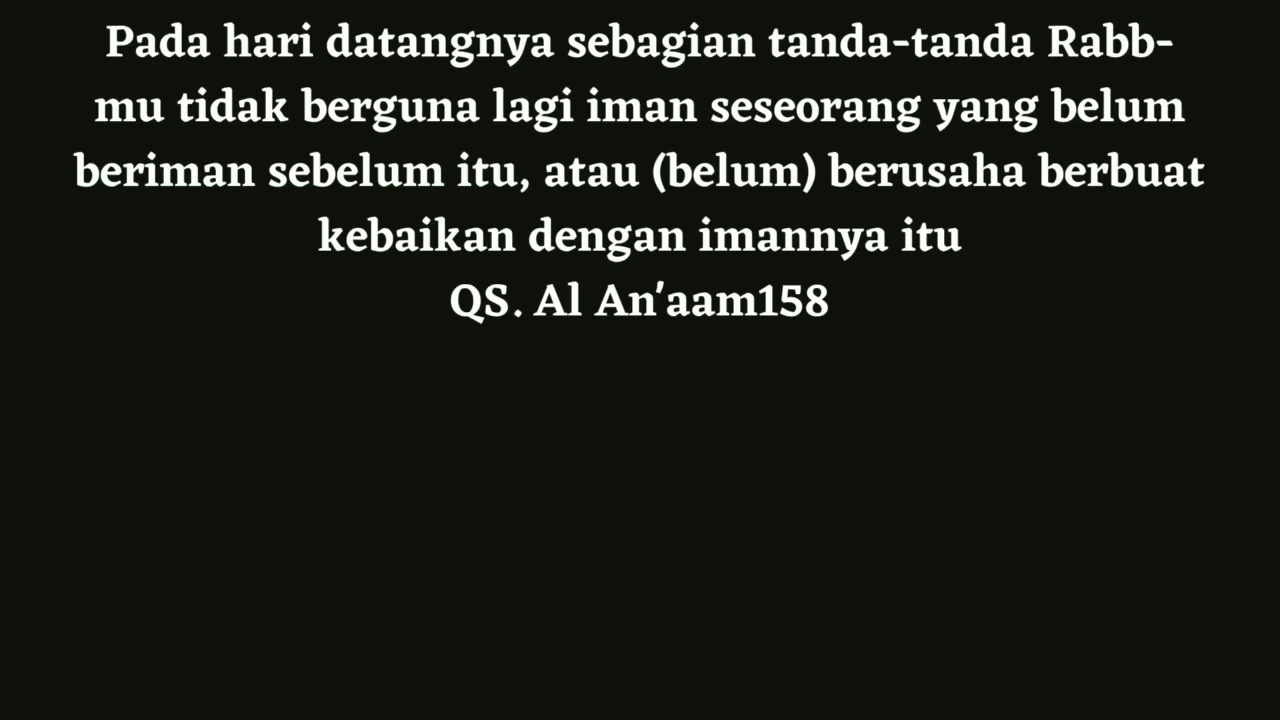 Pada hari datangnya sebagian tanda-tanda Rabb-
mu tidak berguna lagi iman seseorang yang belum
beriman sebelum itu, atau (belum) berusaha berbuat
kebaikan dengan imannya itu
QS. Al An'aam158